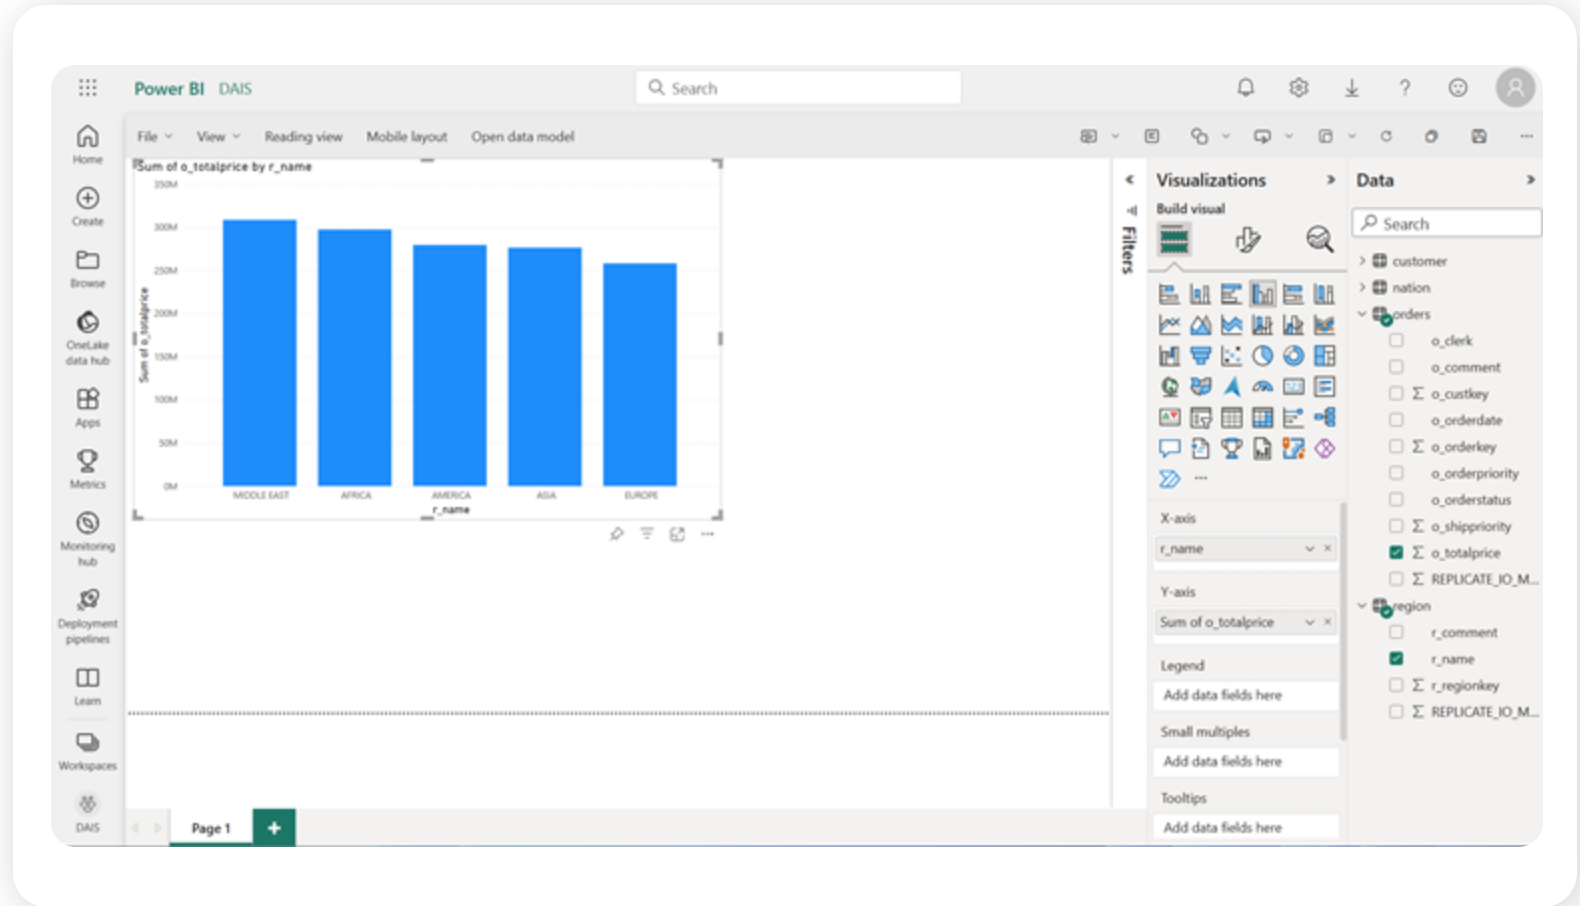 Power BI DAIS
Search
Home
Create
Browse
OneLake
data hub
Apps
Metrics
Monitoring
hub
Deployment
pipelines
Learn
Workspaces
DAIS
File View Reading view Mobile layout Open data model
Sum of o_totalprice by r_name
Sum of o_totalprice
350M
300M
250M
200M
150M
100M
50M
0M
MIDDLE EAST AFRICA AMERICA ASIA EUROPE
r_name
Page 1
Filters
Visualizations
Build visual
X-axis
r_name
Y-axis
Sum of o_totalprice
Legend
Add data fields here
Small multiples
Add data fields here
Tooltips
Add data fields here
Data
Search
customer
nation
orders
o_clerk
o_comment
o_custkey
o_orderdate
o_orderkey
o_orderpriority
o_orderstatus
o_shippriority
o_totalprice
REPLICATE_IO_M...
region
r_comment
r_name
r_regionkey
REPLICATE_IO_M...